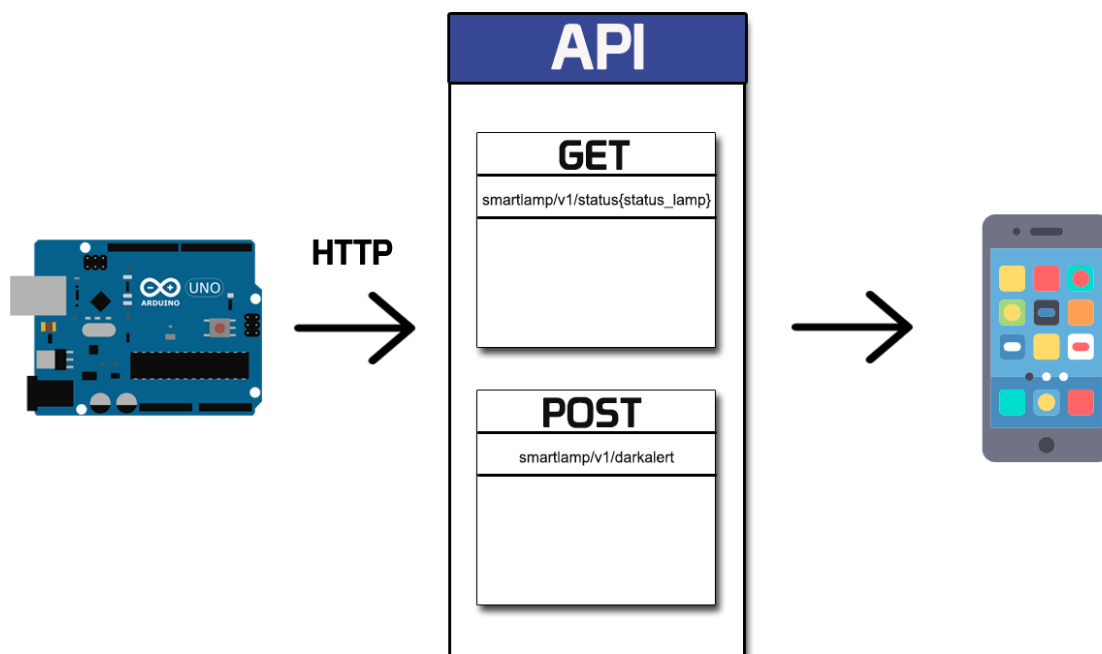 API
GET
smartlamp/v1/status{status_lamp}
HTTP
UNO
ARDUINO
POST
smartlamp/v1/darkalert